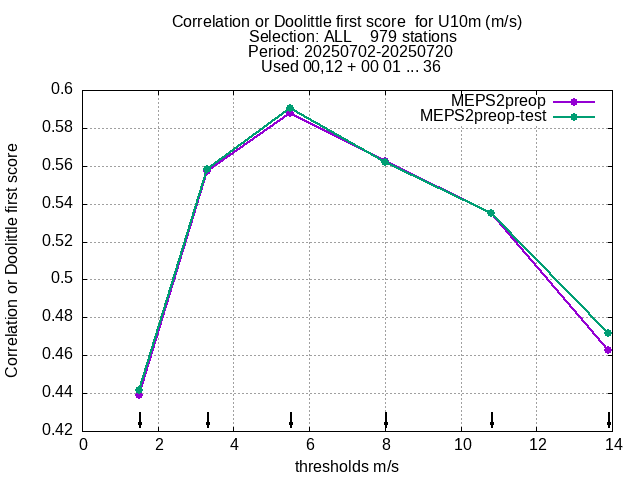 Correlation or Doolittle first score  for U10m (m/s)
Selection: ALL    979 stations
Period: 20250702-20250720
Used 00,12 + 00 01 ... 36
MEPS2preop
MEPS2preop-test
Correlation or Doolittle first score
0.6
0.58
0.56
0.54
0.52
0.5
0.48
0.46
0.44
0.42
0 2 4 6 8 10 12 14
thresholds m/s